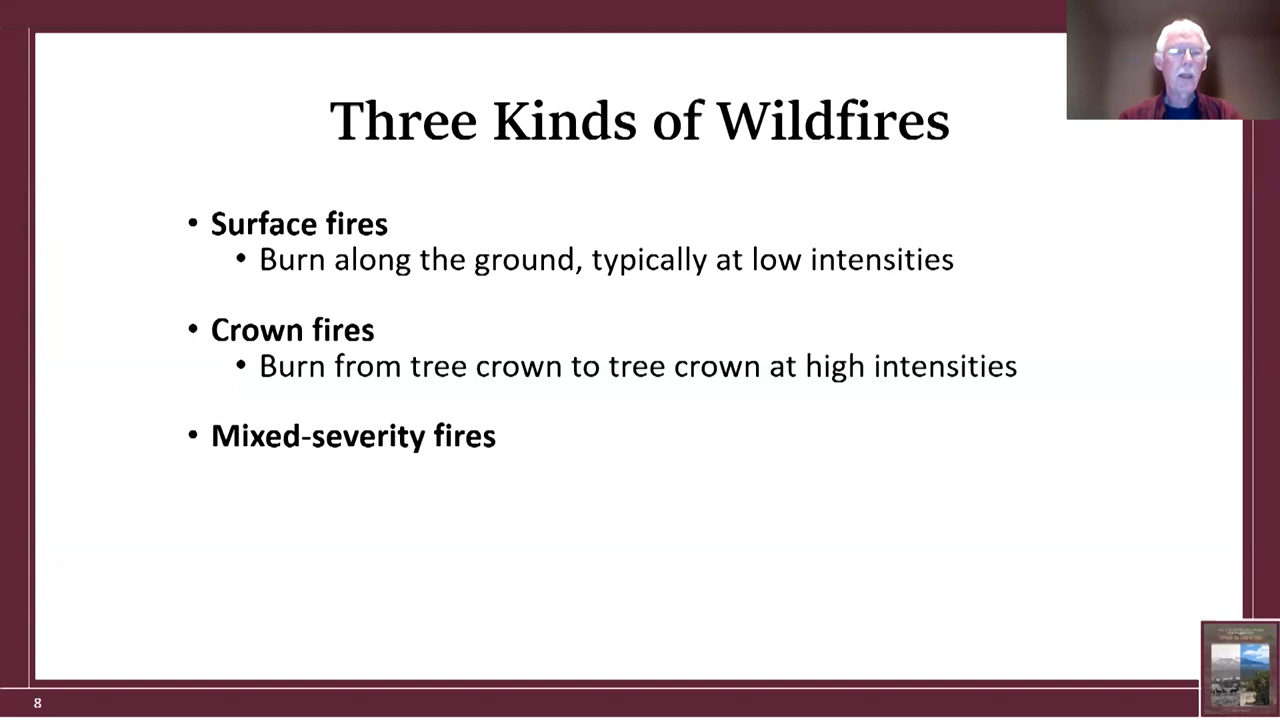 Three Kinds of Wildfires
• Surface fires
• Burn along the ground, typically at low intensities
• Crown fires
• Burn from tree crown to tree crown at high intensities
• Mixed-severity fires
8